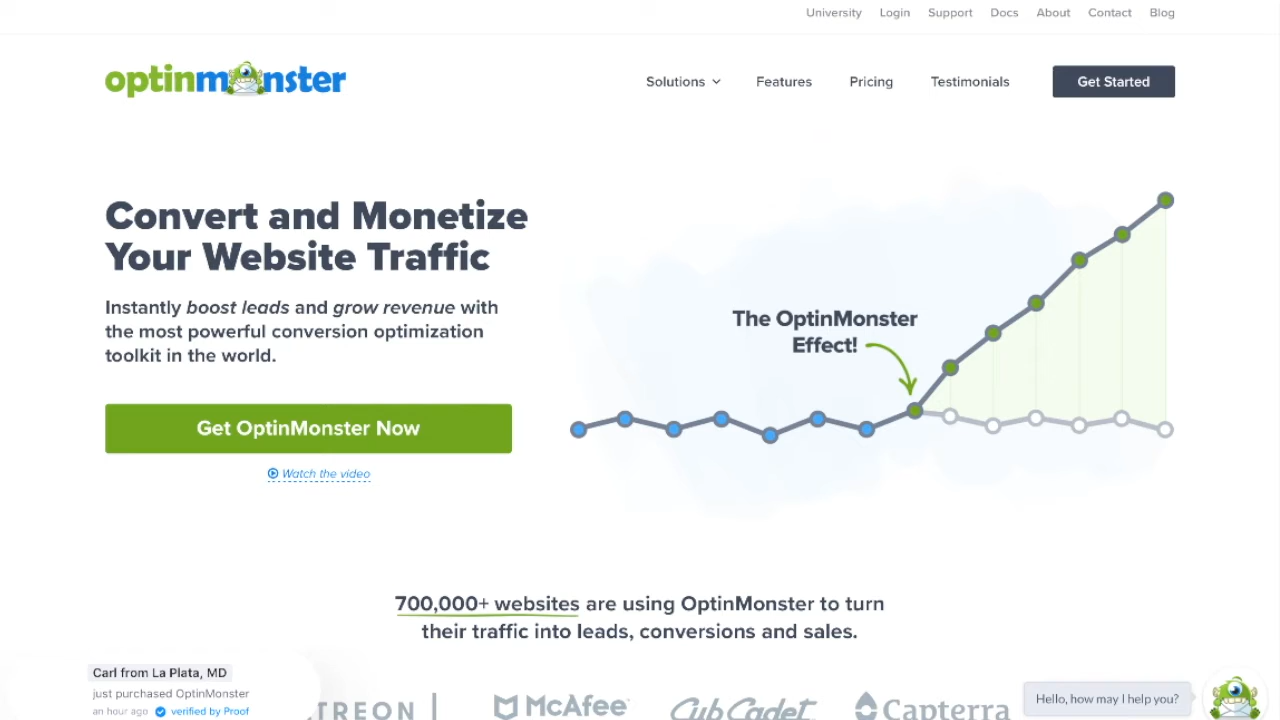 University Login Support Docs About Contact Blog
optinmonster
Solutions Features Pricing Testimonials Get Started
Convert and Monetize
Your Website Traffic
Instantly boost leads and grow revenue with
the most powerful conversion optimization
toolkit in the world.
Get OptinMonster Now
Watch the video
The OptinMonster
Effect!
700,000+ websites are using OptinMonster to turn
their traffic into leads, conversions and sales.
Carl from La Plata, MD
just purchased OptinMonster
an hour ago verified by Proof
TREON McAfee Cub Cadet Capterra
Hello, how may I help you?